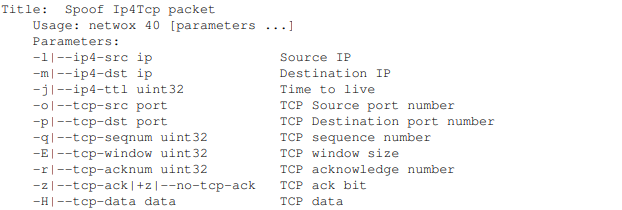 Title: Spoof Ip4Tcp packet
Usage: netwox 40 [parameters ...]
Parameters:
-l|--ip4-src ip Source IP
-m|--ip4-dst ip Destination IP
-j|--ip4-ttl uint32 Time to live
-o|--tcp-src port TCP Source port number
-p|--tcp-dst port TCP Destination port number
-q|--tcp-seqnum uint32 TCP sequence number
-E|--tcp-window uint32 TCP window size
-r|--tcp-acknum uint32 TCP acknowledge number
-z|--tcp-ack|+z|--no-tcp-ack TCP ack bit
-H|--tcp-data data TCP data